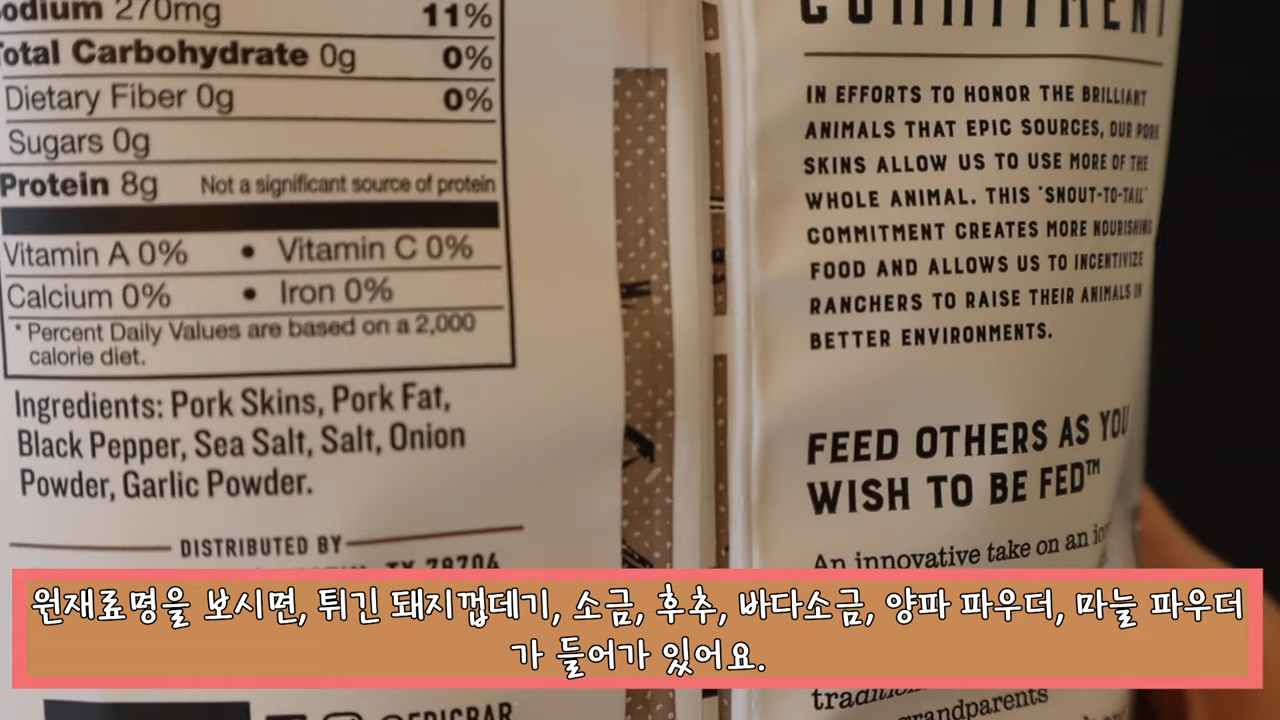 Sodium 270mg 11%
Total Carbohydrate 0g 0%
Dietary Fiber 0g 0%
Sugars 0g
Protein 8g Not a significant source of protein
Vitamin A 0% • Vitamin C 0%
Calcium 0% • Iron 0%
* Percent Daily Values are based on a 2,000
calorie diet.
Ingredients: Pork Skins, Pork Fat,
Black Pepper, Sea Salt, Salt, Onion
Powder, Garlic Powder.
DISTRIBUTED BY
TX 78704
@EPICBAR
COMMITMENT
IN EFFORTS TO HONOR THE BRILLIANT
ANIMALS THAT EPIC SOURCES, OUR PORK
SKINS ALLOW US TO USE MORE OF THE
WHOLE ANIMAL. THIS "SNOUT-TO-TAIL"
COMMITMENT CREATES MORE NOURISHING
FOOD AND ALLOWS US TO INCENTIVIZE
RANCHERS TO RAISE THEIR ANIMALS IN
BETTER ENVIRONMENTS.
FEED OTHERS AS YOU
WISH TO BE FED™
An innovative take on an
grandparents
원재료명을 보시면, 튀긴 돼지껍데기, 소금, 후추, 바다소금, 양파 파우더, 마늘 파우더
가 들어가 있어요.